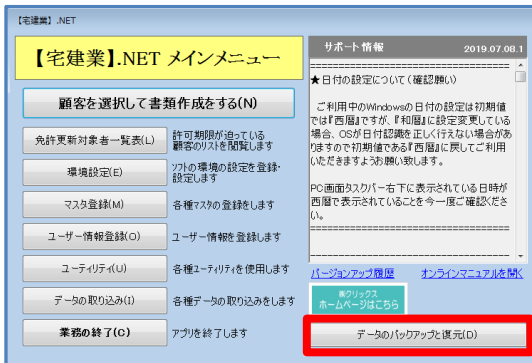 【宅建業】.NET
【宅建業】.NET メインメニュー
顧客を選択して書類作成をする(N)
免許更新対象者一覧表(L)
許可期限が迫っている
顧客のリストを閲覧します
環境設定(E)
ソフトの環境の設定を登録・
設定します
マスタ登録(M)
各種マスタの登録をします
ユーザー情報登録(O)
ユーザー情報を登録します
ユーティリティ(U)
各種ユーティリティを使用します
データの取り込み(I)
各種データの取り込みをします
業務の終了(C)
アプリを終了します
サポート情報
2019.07.08.1
==================================
★日付の設定について(確認願い)
ご利用中のWindowsの日付の設定は初期値
では『西暦』ですが、『和暦』に設定変更している
場合、OSが日付認識を正しく行えない場合があ
りますので初期値である『西暦』に戻してご利用
いただきますようお願い致します。
PC画面タスクバー右下に表示されている日時が
西暦で表示されていることを今一度ご確認くださ
い。
==================================
バージョンアップ履歴
オンラインマニュアルを開く
㈱クリックス
ホームページはこちら
データのバックアップと復元(D)